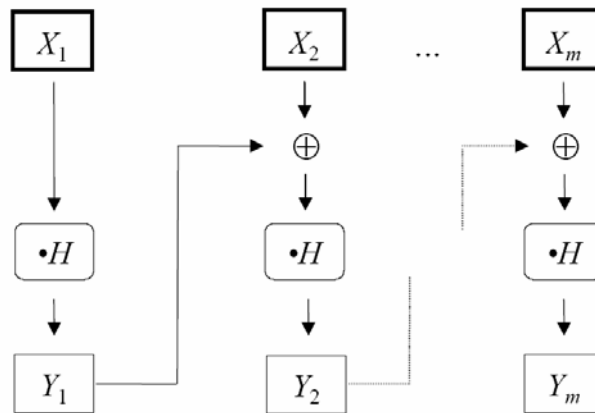 X₁ X₂ ... Xₘ
•H •H •H
Y₁ Y₂ Yₘ